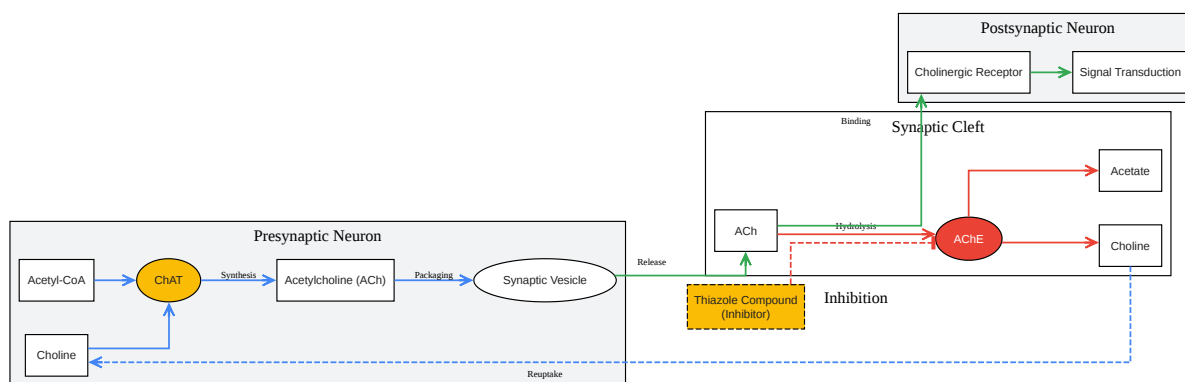 Postsynaptic Neuron
Cholinergic Receptor
Signal Transduction
Binding
Synaptic Cleft
Acetate
ACh
Hydrolysis
AChE
Choline
Presynaptic Neuron
Acetyl-CoA
ChAT
Synthesis
Acetylcholine (ACh)
Packaging
Synaptic Vesicle
Release
Thiazole Compound
(Inhibitor)
Inhibition
Choline
Reuptake